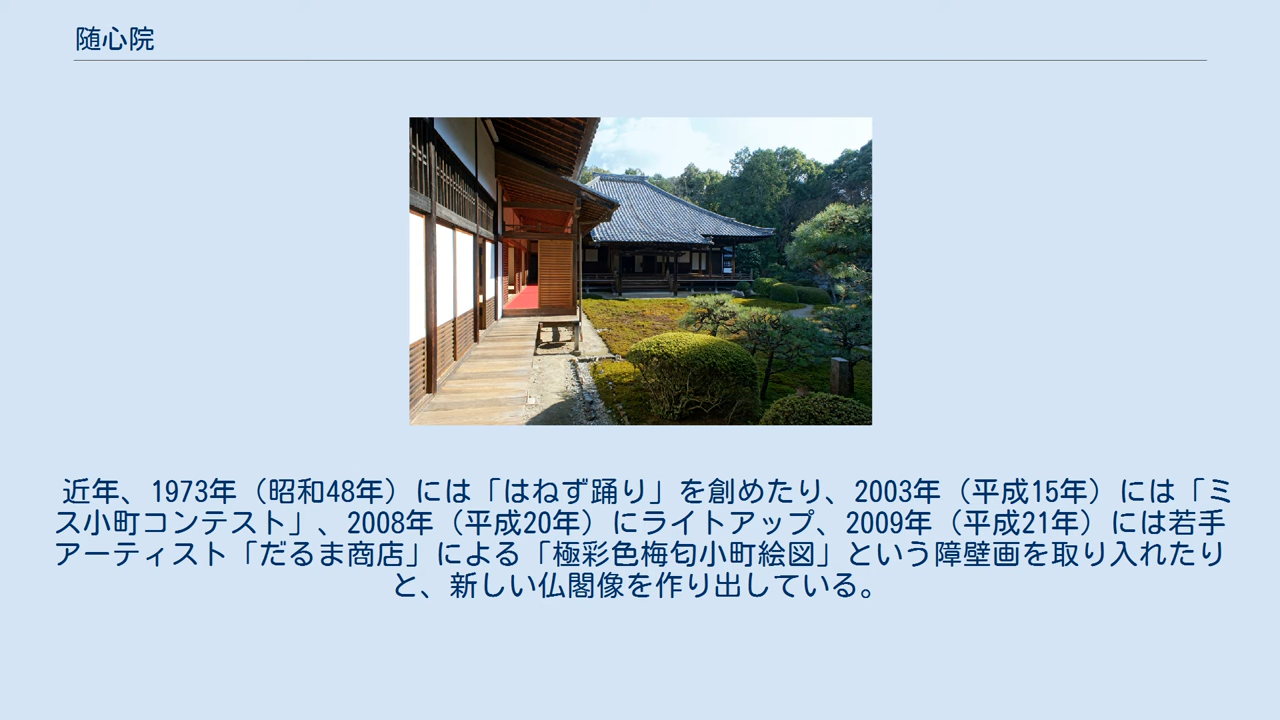 随心院
近年、1973年（昭和48年）には「はねず踊り」を創めたり、2003年（平成15年）には「ミ
ス小町コンテスト」、2008年（平成20年）にライトアップ、2009年（平成21年）には若手
アーティスト「だるま商店」による「極彩色梅匂小町絵図」という障壁画を取り入れたり
と、新しい仏閣像を作り出している。